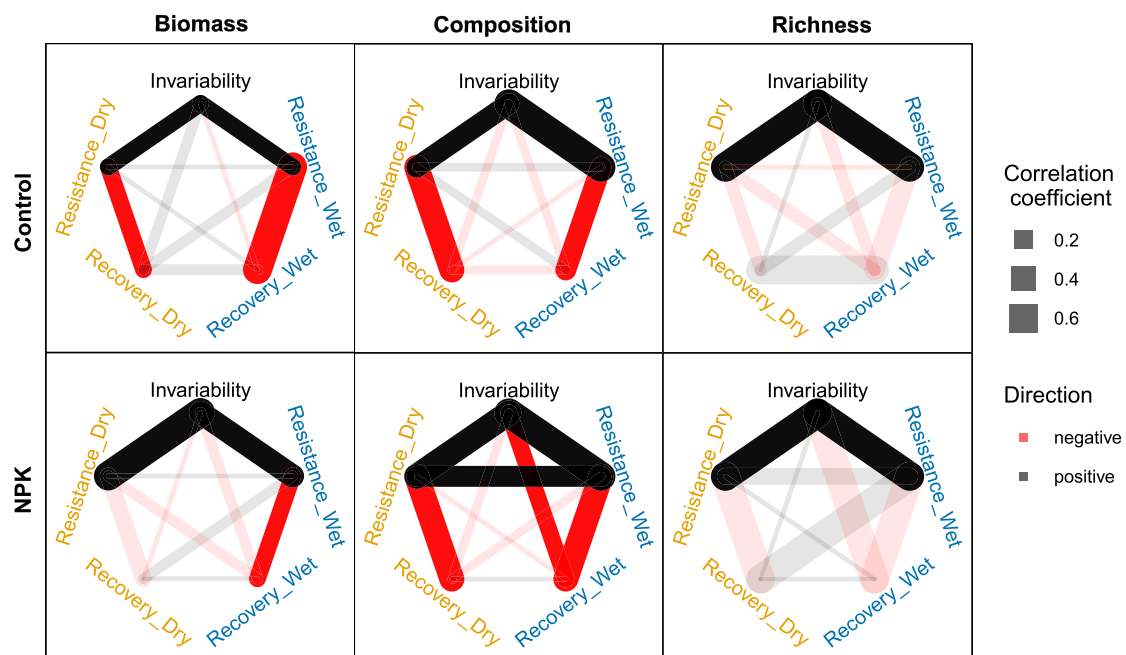 Biomass
Composition
Richness
Control
Invariability
Resistance_Dry
Resistance_Wet
Recovery_Dry
Recovery_Wet
Invariability
Resistance_Dry
Resistance_Wet
Recovery_Dry
Recovery_Wet
Invariability
Resistance_Dry
Resistance_Wet
Recovery_Dry
Recovery_Wet
NPK
Invariability
Resistance_Dry
Resistance_Wet
Recovery_Dry
Recovery_Wet
Invariability
Resistance_Dry
Resistance_Wet
Recovery_Dry
Recovery_Wet
Invariability
Resistance_Dry
Resistance_Wet
Recovery_Dry
Recovery_Wet
Correlation
coefficient
0.2
0.4
0.6
Direction
negative
positive